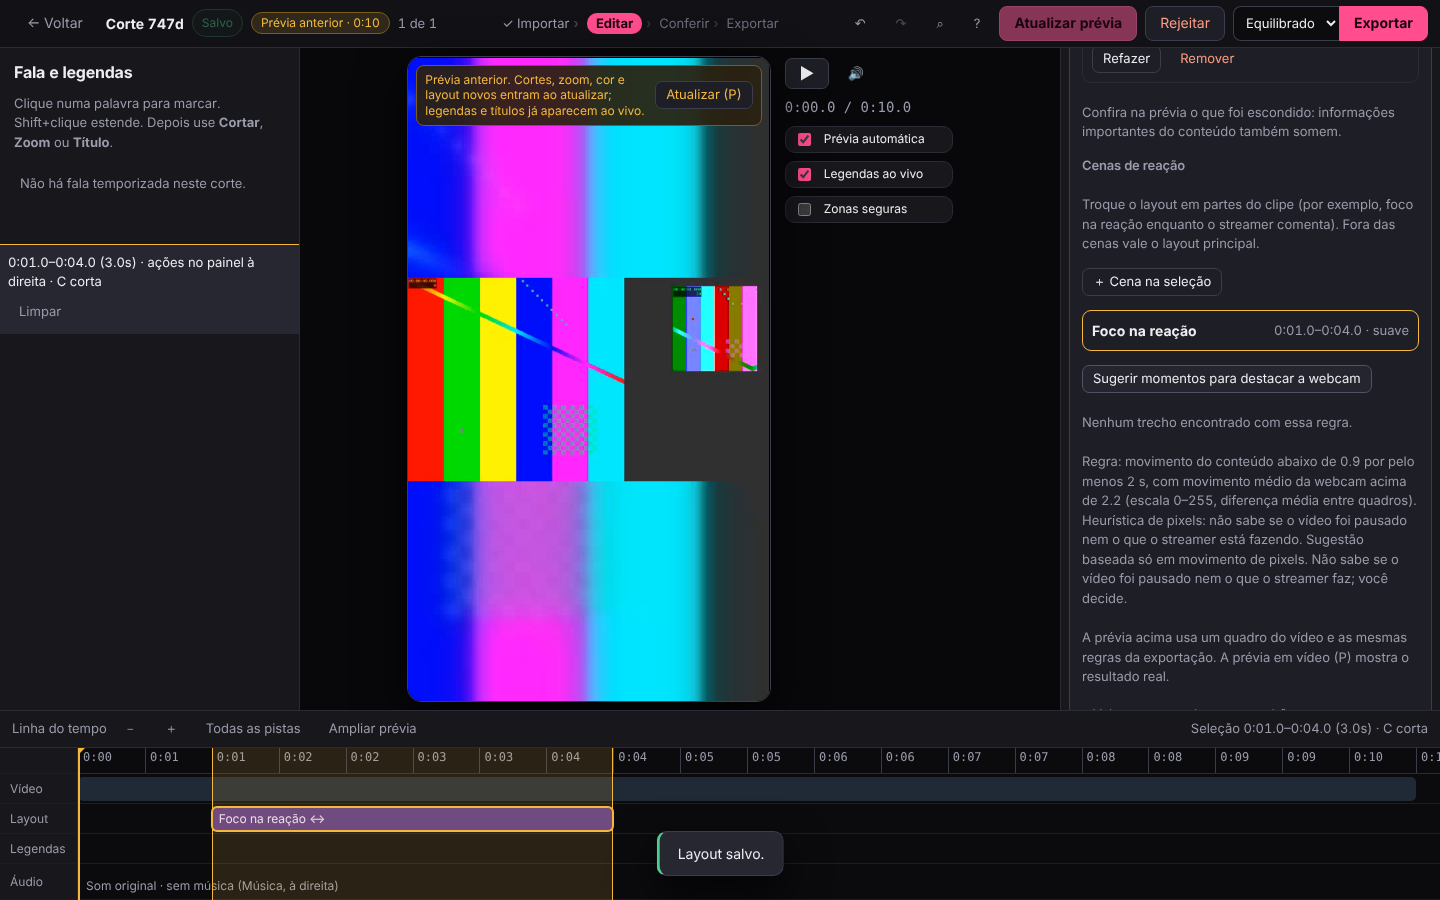 ← Voltar
Corte 747d
Salvo
Prévia anterior · 0:10
1 de 1
✓ Importar ›
Editar
›
Conferir ›
Exportar
?
Atualizar prévia
Rejeitar
Equilibrado
Exportar
Fala e legendas
Clique numa palavra para marcar.
Shift+clique estende. Depois use Cortar,
Zoom ou Título.
Não há fala temporizada neste corte.
0:01.0–0:04.0 (3.0s) · ações no painel à
direita · C corta
Limpar
Prévia anterior. Cortes, zoom, cor e
layout novos entram ao atualizar;
legendas e títulos já aparecem ao vivo.
Atualizar (P)
0:00.0 / 0:10.0
Prévia automática
Legendas ao vivo
Zonas seguras
Refazer
Remover
Confira na prévia o que foi escondido: informações
importantes do conteúdo também somem.
Cenas de reação
Troque o layout em partes do clipe (por exemplo, foco
na reação enquanto o streamer comenta). Fora das
cenas vale o layout principal.
+ Cena na seleção
Foco na reação
0:01.0–0:04.0 · suave
Sugerir momentos para destacar a webcam
Nenhum trecho encontrado com essa regra.
Regra: movimento do conteúdo abaixo de 0.9 por pelo
menos 2 s, com movimento médio da webcam acima
de 2.2 (escala 0–255, diferença média entre quadros).
Heurística de pixels: não sabe se o vídeo foi pausado
nem o que o streamer está fazendo. Sugestão
baseada só em movimento de pixels. Não sabe se o
vídeo foi pausado nem o que o streamer faz; você
decide.
A prévia acima usa um quadro do vídeo e as mesmas
regras da exportação. A prévia em vídeo (P) mostra o
resultado real.
Linha do tempo
−
+
Todas as pistas
Ampliar prévia
Seleção 0:01.0–0:04.0 (3.0s) · C corta
0:00 0:01 0:01 0:02 0:02 0:03 0:03 0:04 0:04 0:05 0:05 0:06 0:06 0:07 0:07 0:08 0:08 0:09 0:09 0:10
Vídeo
Layout
Foco na reação ↔
Legendas
Layout salvo.
Áudio
Som original · sem música (Música, à direita)